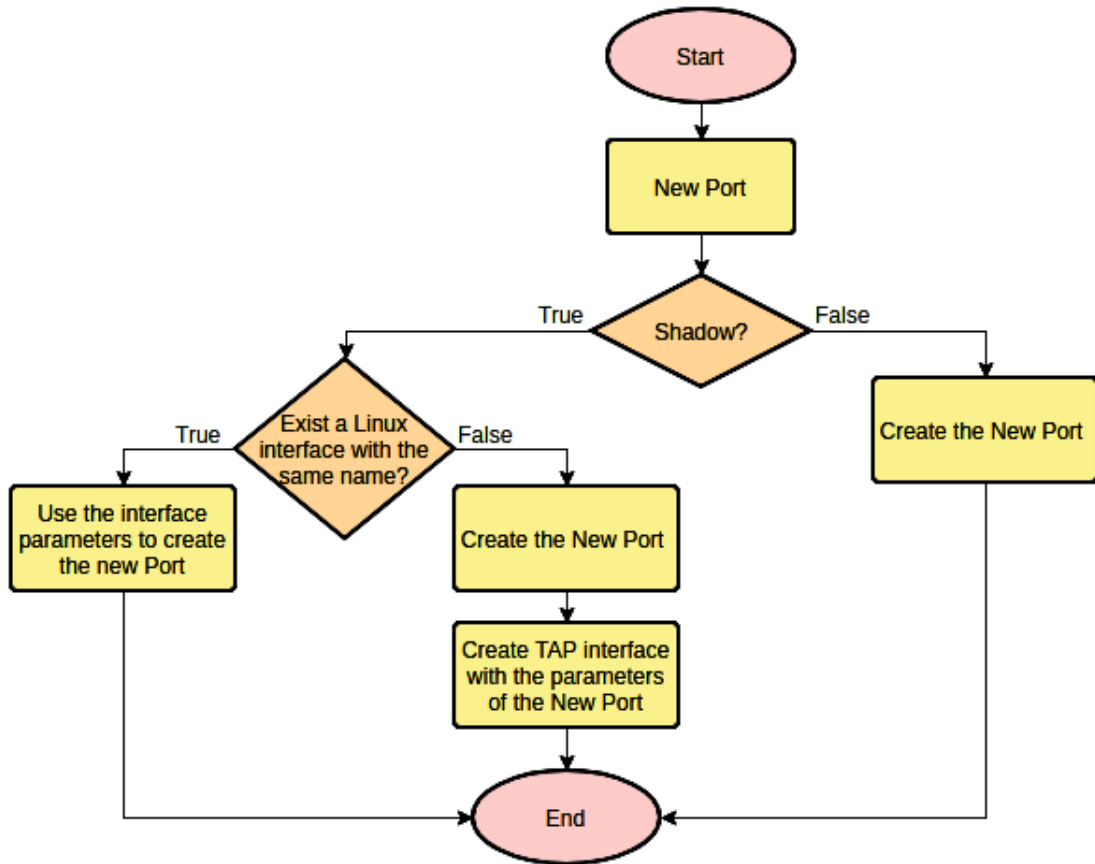 Start
New Port
True
False
Shadow?
Exist a Linux
interface with the
same name?
True
False
Create the New Port
Use the interface
parameters to create
the new Port
Create the New Port
Create TAP interface
with the parameters
of the New Port
End